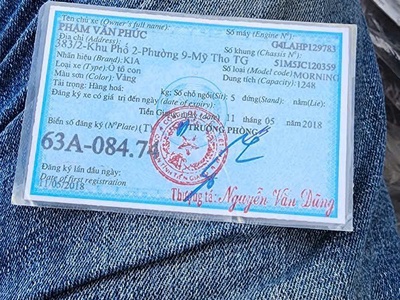 Tên chủ xe (Owner's full name):
PHẠM VĂN PHÚC
Số máy (Engine N°):
G4LAHP129783
Địa chỉ (Address):
383/2-Khu Phố 2-Phường 9-Mỹ Tho TG
Số khung (Chassis N°):
51M5JC120359
Nhãn hiệu (Brand): KIA
Số loại (Model code) MORNING
Loại xe (Type): Ô tô con
Dung tích (Capacity): 1248
Màu sơn (Color): Vàng
Tải trọng: Hàng hoá: kg; Số chỗ ngồi(Sit): 5 đứng(Stand): nằm(Lie):
Đăng ký xe có giá trị đến ngày
(date of expiry)
Tiền Giang 11 05 2018
Biển số đăng ký (N°Plate) TRƯỞNG PHÒNG
63A-084.7
Đăng ký lần đầu ngày
11/05/2018
Date of first registration
Thượng tá: Nguyễn Văn Dũng